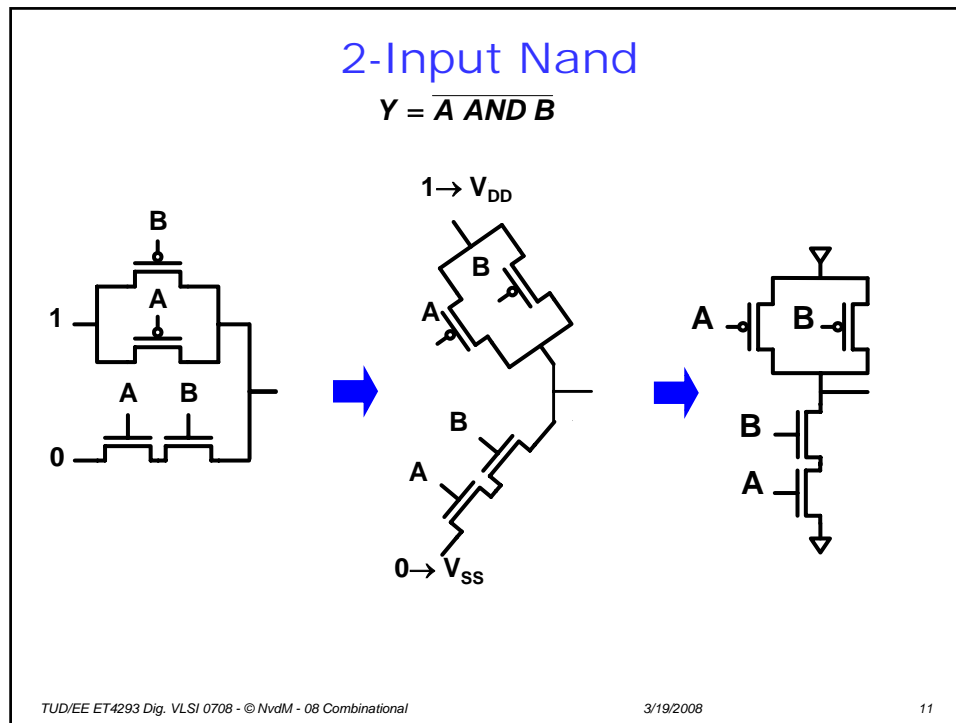 2-Input Nand
Y = A AND B
1→ VDD
B
A
1
A B
0
B
A
B
A
0→ VSS
A B
B
A
TUD/EE ET4293 Dig. VLSI 0708 - © NvdM - 08 Combinational 3/19/2008 11